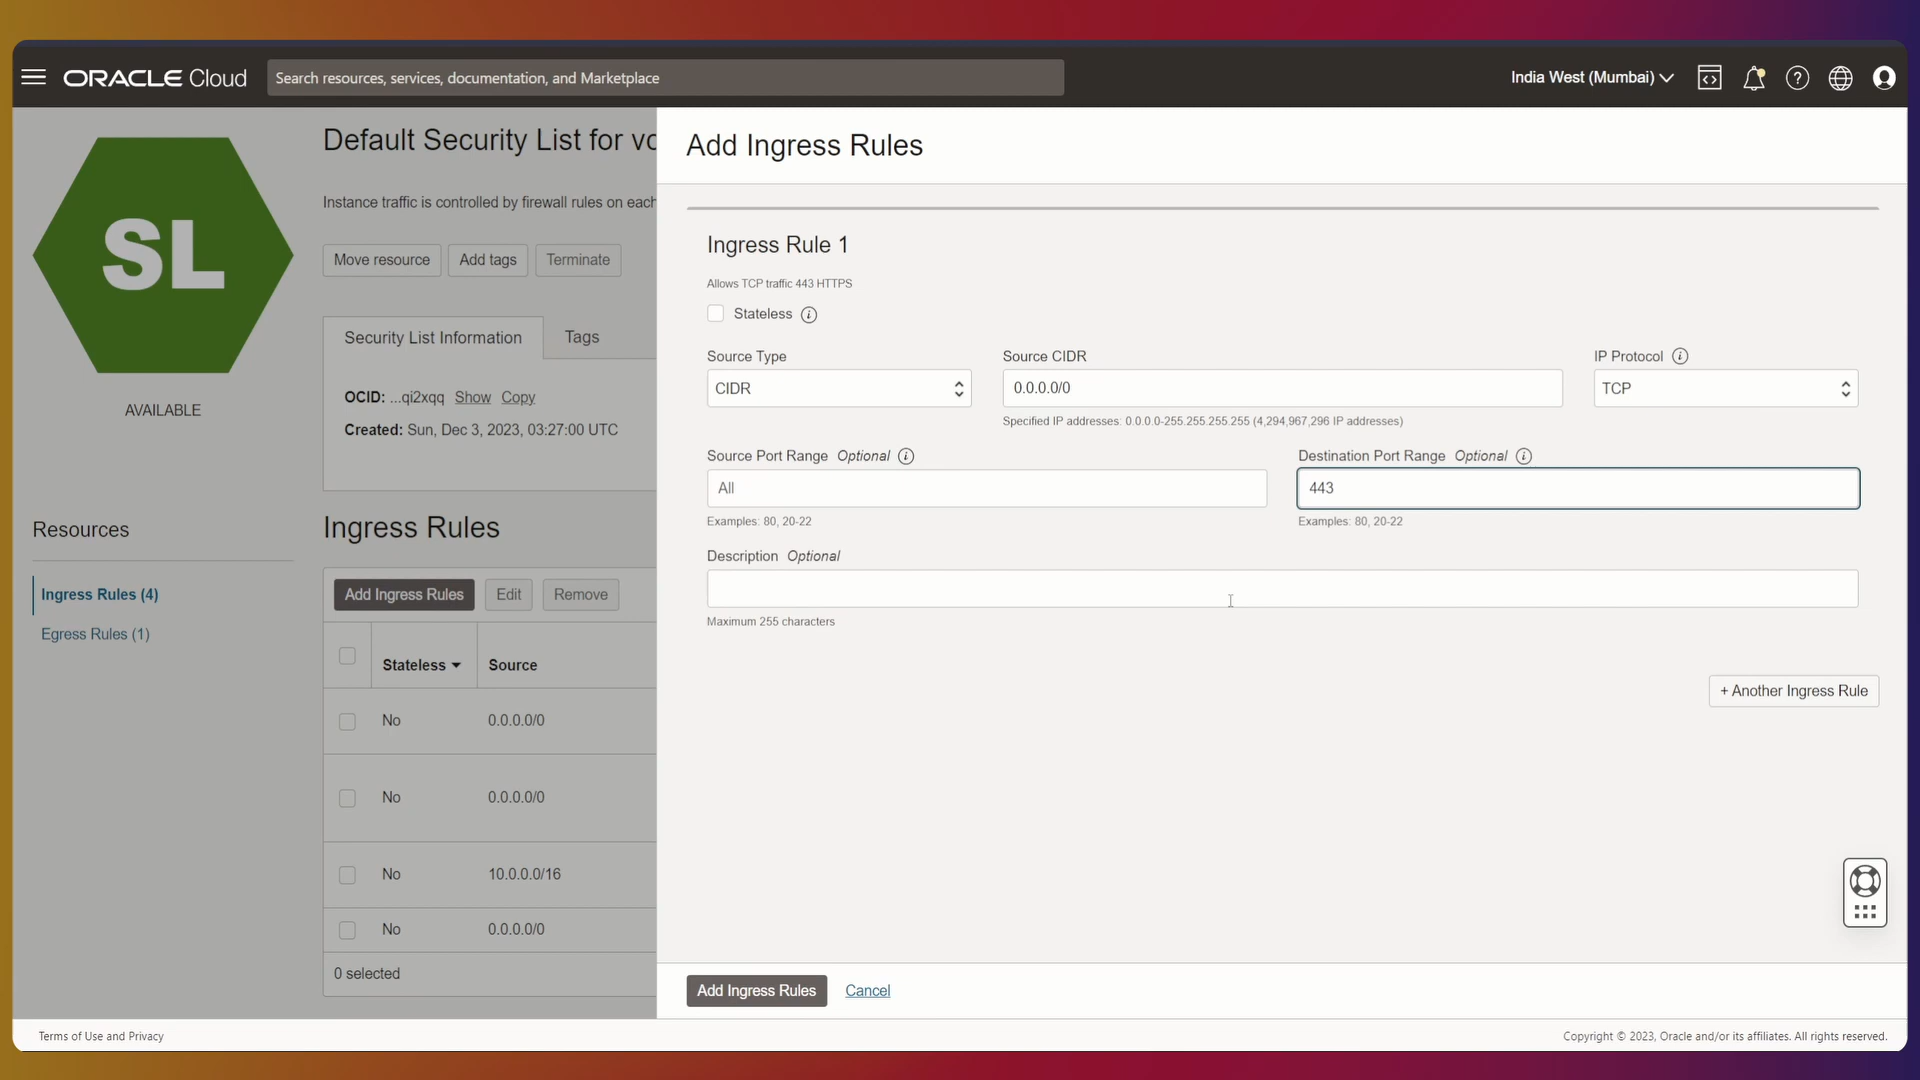 ORACLE Cloud
Search resources, services, documentation, and Marketplace
India West (Mumbai)
SL
AVAILABLE
Default Security List for vc
Instance traffic is controlled by firewall rules on each
Move resource Add tags Terminate
Security List Information Tags
OCID: ...qi2xqq Show Copy
Created: Sun, Dec 3, 2023, 03:27:00 UTC
Resources
Ingress Rules (4)
Egress Rules (1)
Ingress Rules
Add Ingress Rules Edit Remove
Stateless Source
No 0.0.0.0/0
No 0.0.0.0/0
No 10.0.0.0/16
No 0.0.0.0/0
0 selected
Add Ingress Rules
Ingress Rule 1
Allows TCP traffic 443 HTTPS
Stateless
Source Type Source CIDR IP Protocol
CIDR 0.0.0.0/0 TCP
Specified IP addresses: 0.0.0.0-255.255.255.255 (4,294,967,296 IP addresses)
Source Port Range Optional Destination Port Range Optional
All 443
Examples: 80, 20-22 Examples: 80, 20-22
Description Optional
Maximum 255 characters
+ Another Ingress Rule
Add Ingress Rules Cancel
Terms of Use and Privacy Copyright © 2023, Oracle and/or its affiliates. All rights reserved.